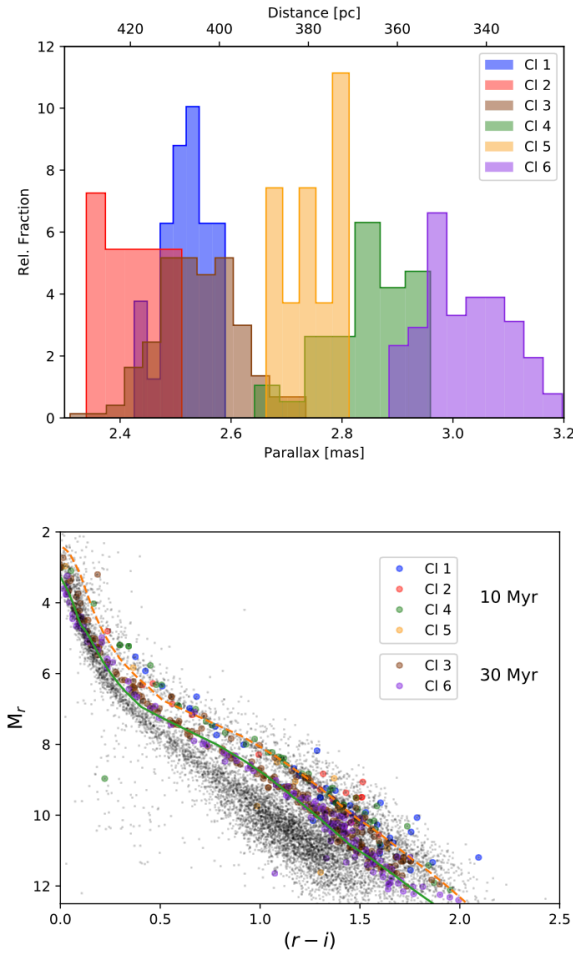 Distance [pc]
420 400 380 360 340
12
10
8
6
4
2
0
Rel. Fraction
Cl 1
Cl 2
Cl 3
Cl 4
Cl 5
Cl 6
2.4 2.6 2.8 3.0 3.2
Parallax [mas]
2
4
6
8
10
12
M_r
Cl 1
Cl 2
Cl 4
Cl 5
10 Myr
Cl 3
Cl 6
30 Myr
0.0 0.5 1.0 1.5 2.0 2.5
(r − i)